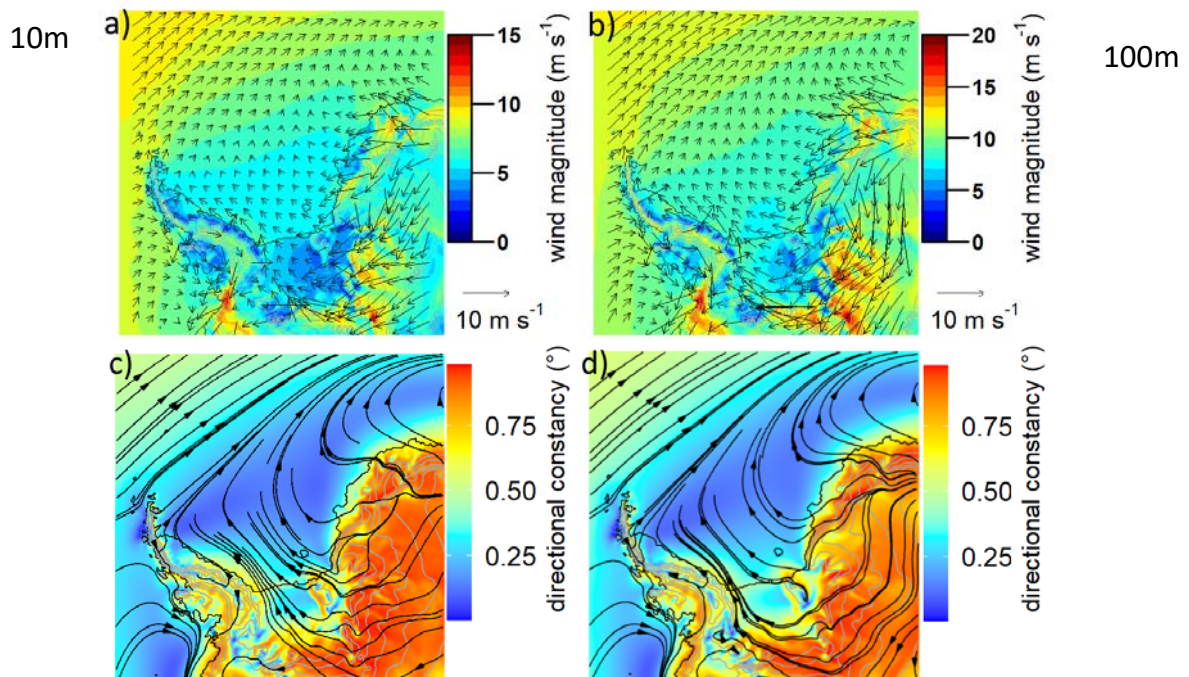 10m
100m
a)
15
10
5
0
wind magnitude (m s⁻¹)
10 m s⁻¹
b)
20
15
10
5
0
wind magnitude (m s⁻¹)
10 m s⁻¹
c)
0.75
0.50
0.25
directional constancy (°)
d)
0.75
0.50
0.25
directional constancy (°)